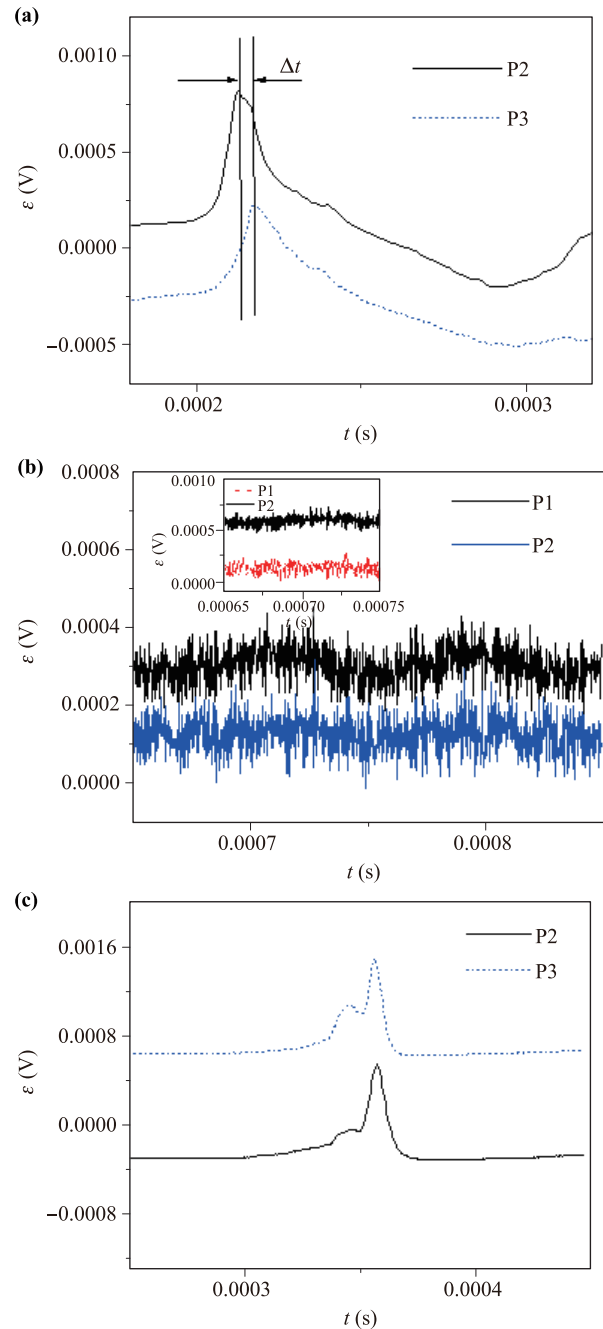 (a)
0.0010
0.0005
0.0000
−0.0005
ε (V)
Δt
P2
P3
0.0002
0.0003
t (s)
(b)
0.0008
0.0006
0.0004
0.0002
0.0000
ε (V)
P1
P2
0.0010
0.0005
0.0000
ε (V)
P1
P2
0.00065
0.00070
0.00075
t (s)
0.0007
0.0008
t (s)
(c)
0.0016
0.0008
0.0000
−0.0008
ε (V)
P2
P3
0.0003
0.0004
t (s)